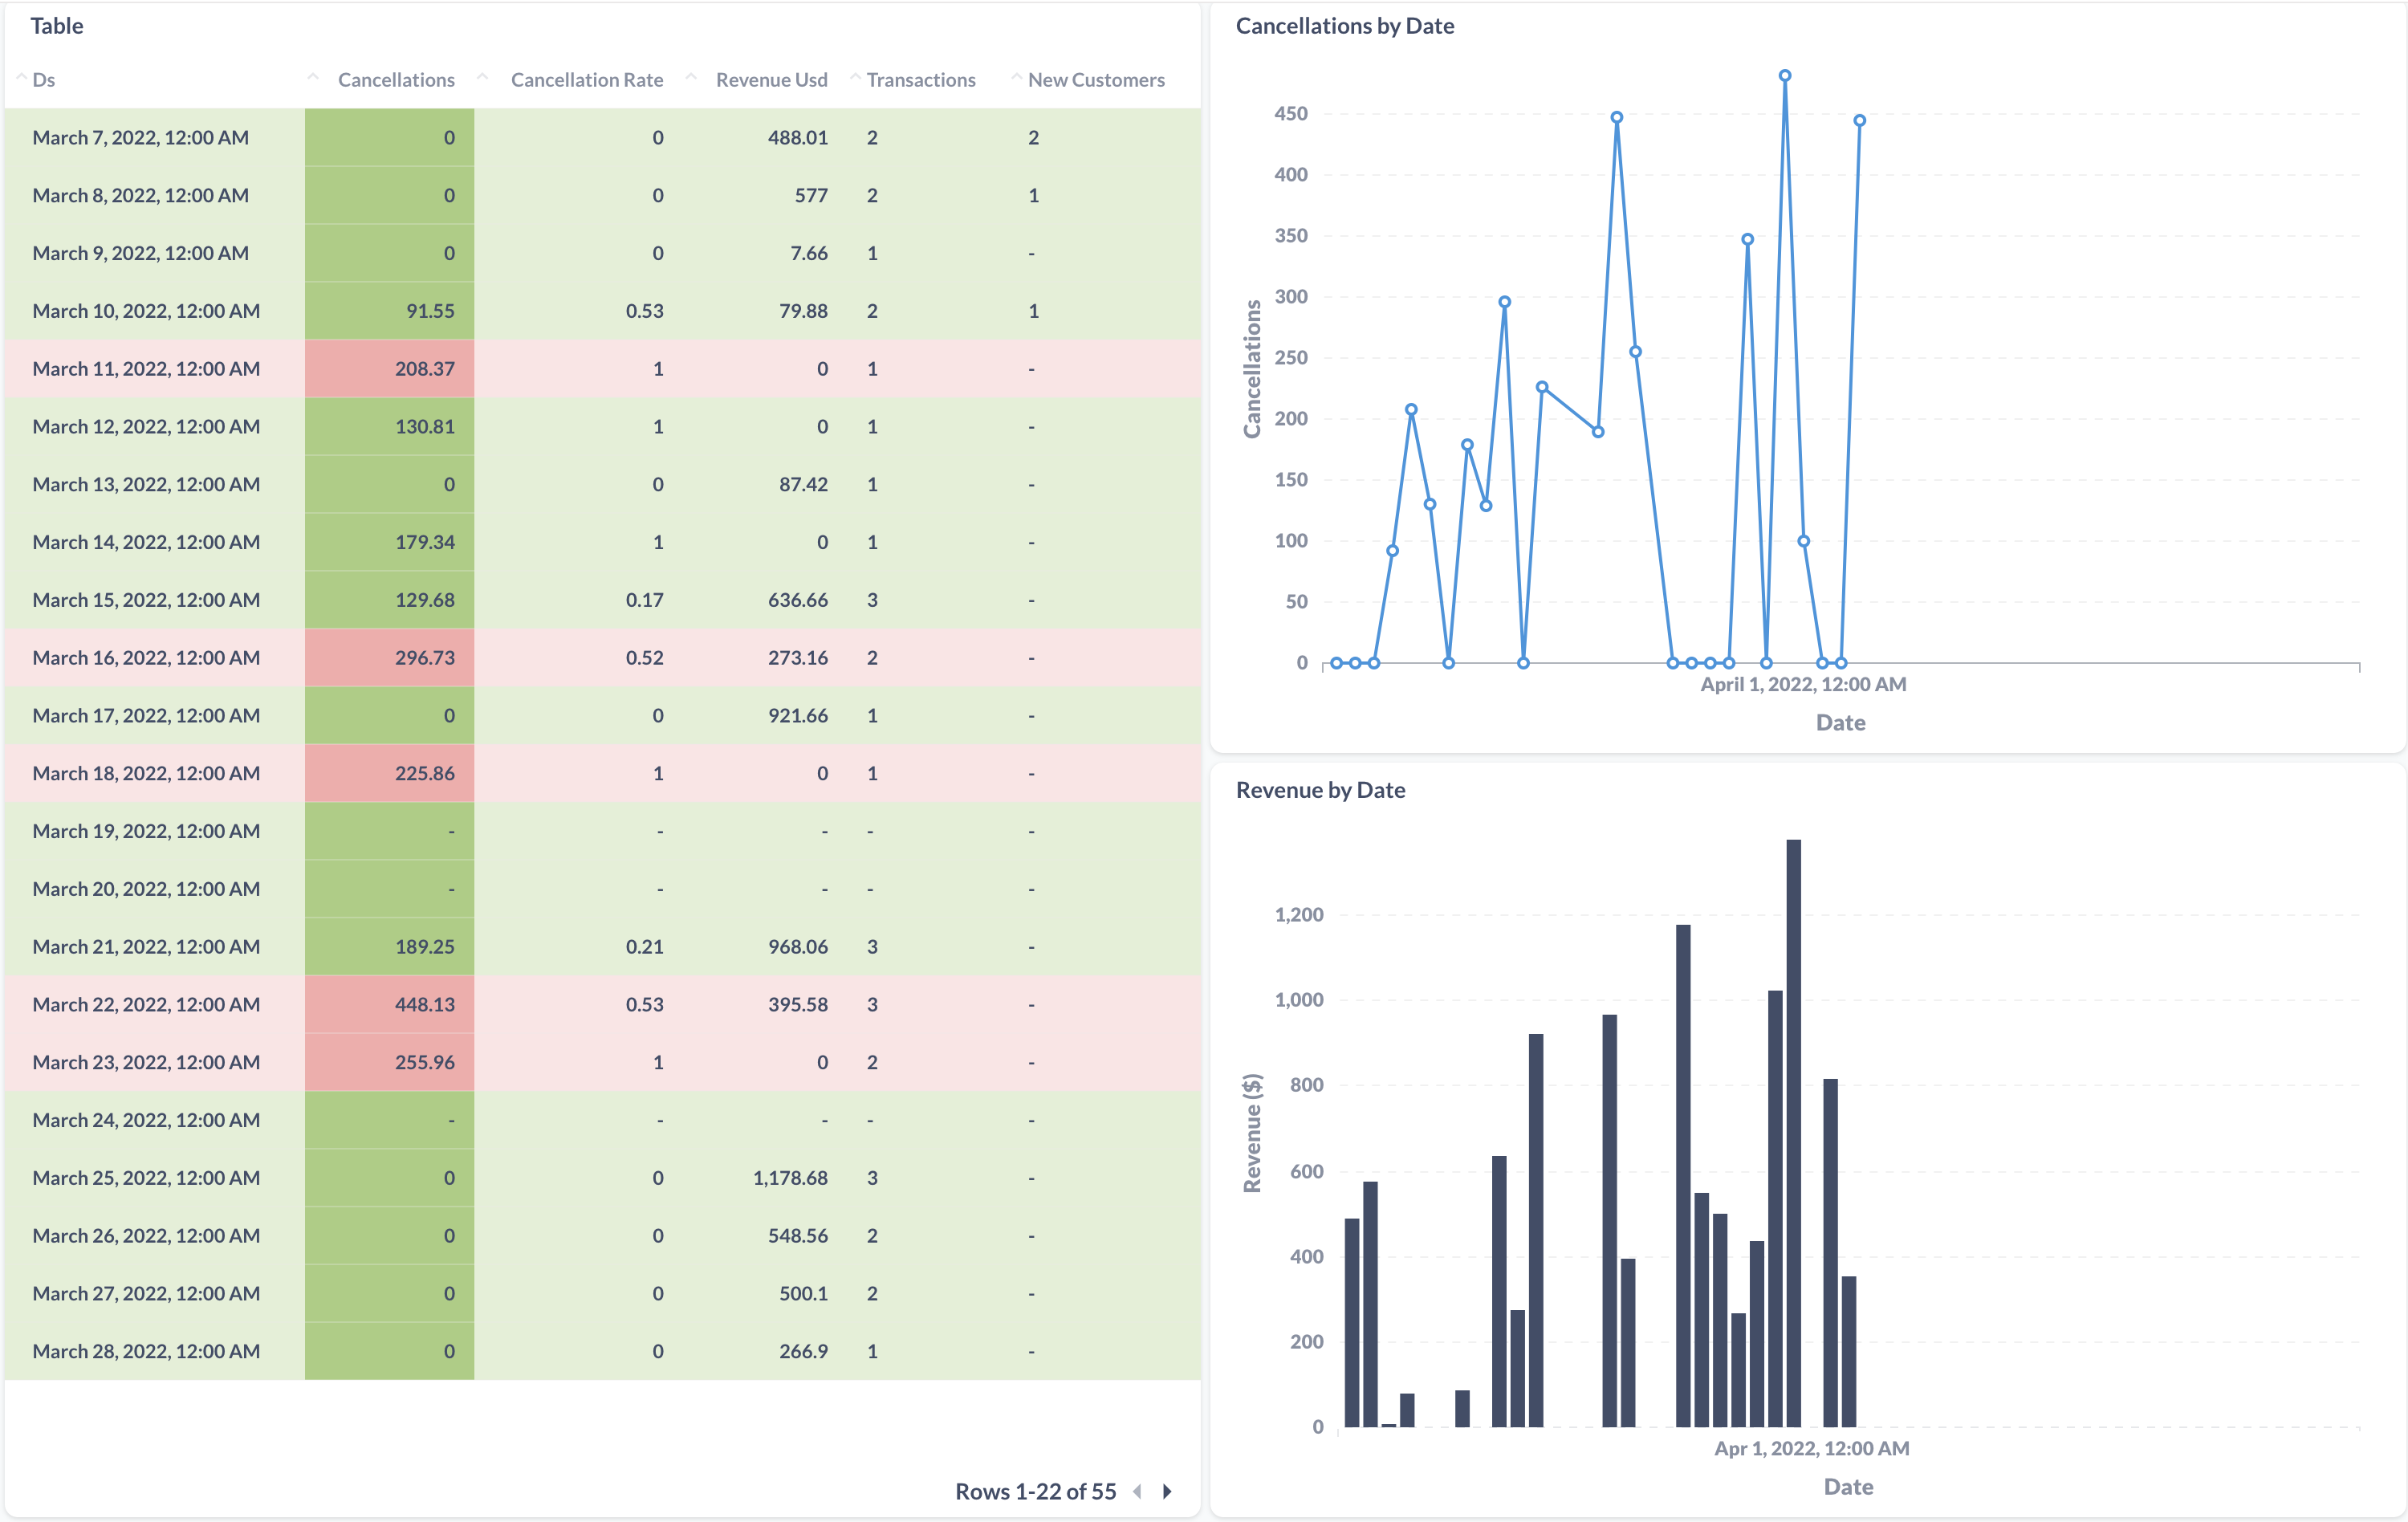 Table
Ds Cancellations Cancellation Rate Revenue Usd Transactions New Customers
March 7, 2022, 12:00 AM 0 0 488.01 2 2
March 8, 2022, 12:00 AM 0 0 577 2 1
March 9, 2022, 12:00 AM 0 0 7.66 1 -
March 10, 2022, 12:00 AM 91.55 0.53 79.88 2 1
March 11, 2022, 12:00 AM 208.37 1 0 1 -
March 12, 2022, 12:00 AM 130.81 1 0 1 -
March 13, 2022, 12:00 AM 0 0 87.42 1 -
March 14, 2022, 12:00 AM 179.34 1 0 1 -
March 15, 2022, 12:00 AM 129.68 0.17 636.66 3 -
March 16, 2022, 12:00 AM 296.73 0.52 273.16 2 -
March 17, 2022, 12:00 AM 0 0 921.66 1 -
March 18, 2022, 12:00 AM 225.86 1 0 1 -
March 19, 2022, 12:00 AM - - - - -
March 20, 2022, 12:00 AM - - - - -
March 21, 2022, 12:00 AM 189.25 0.21 968.06 3 -
March 22, 2022, 12:00 AM 448.13 0.53 395.58 3 -
March 23, 2022, 12:00 AM 255.96 1 0 2 -
March 24, 2022, 12:00 AM - - - - -
March 25, 2022, 12:00 AM 0 0 1,178.68 3 -
March 26, 2022, 12:00 AM 0 0 548.56 2 -
March 27, 2022, 12:00 AM 0 0 500.1 2 -
March 28, 2022, 12:00 AM 0 0 266.9 1 -
Rows 1-22 of 55
Cancellations by Date
Cancellations
450
400
350
300
250
200
150
100
50
0
April 1, 2022, 12:00 AM
Date
Revenue by Date
Revenue ($)
1,200
1,000
800
600
400
200
0
Apr 1, 2022, 12:00 AM
Date